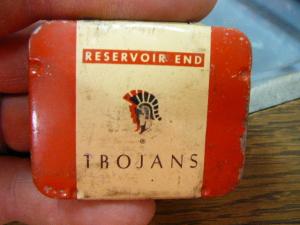 RESERVOIR END
®
TROJANS